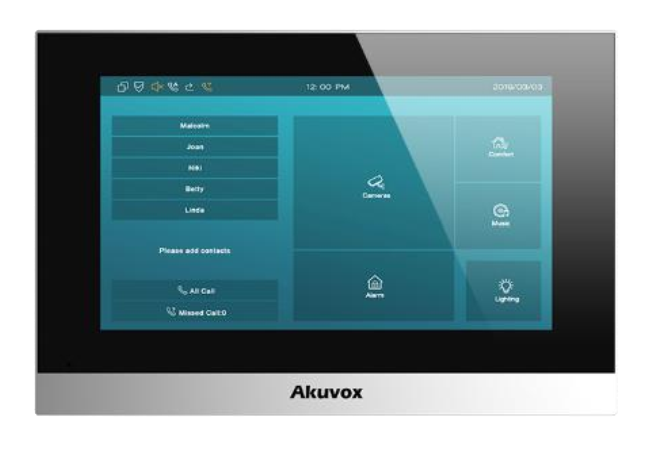 12:00 PM
2019/03/03
Malcolm
Joan
Niki
Betty
Linda
Please add contacts
All Call
Missed Call:0
Cameras
Comfort
Music
Alarm
Lighting
Akuvox